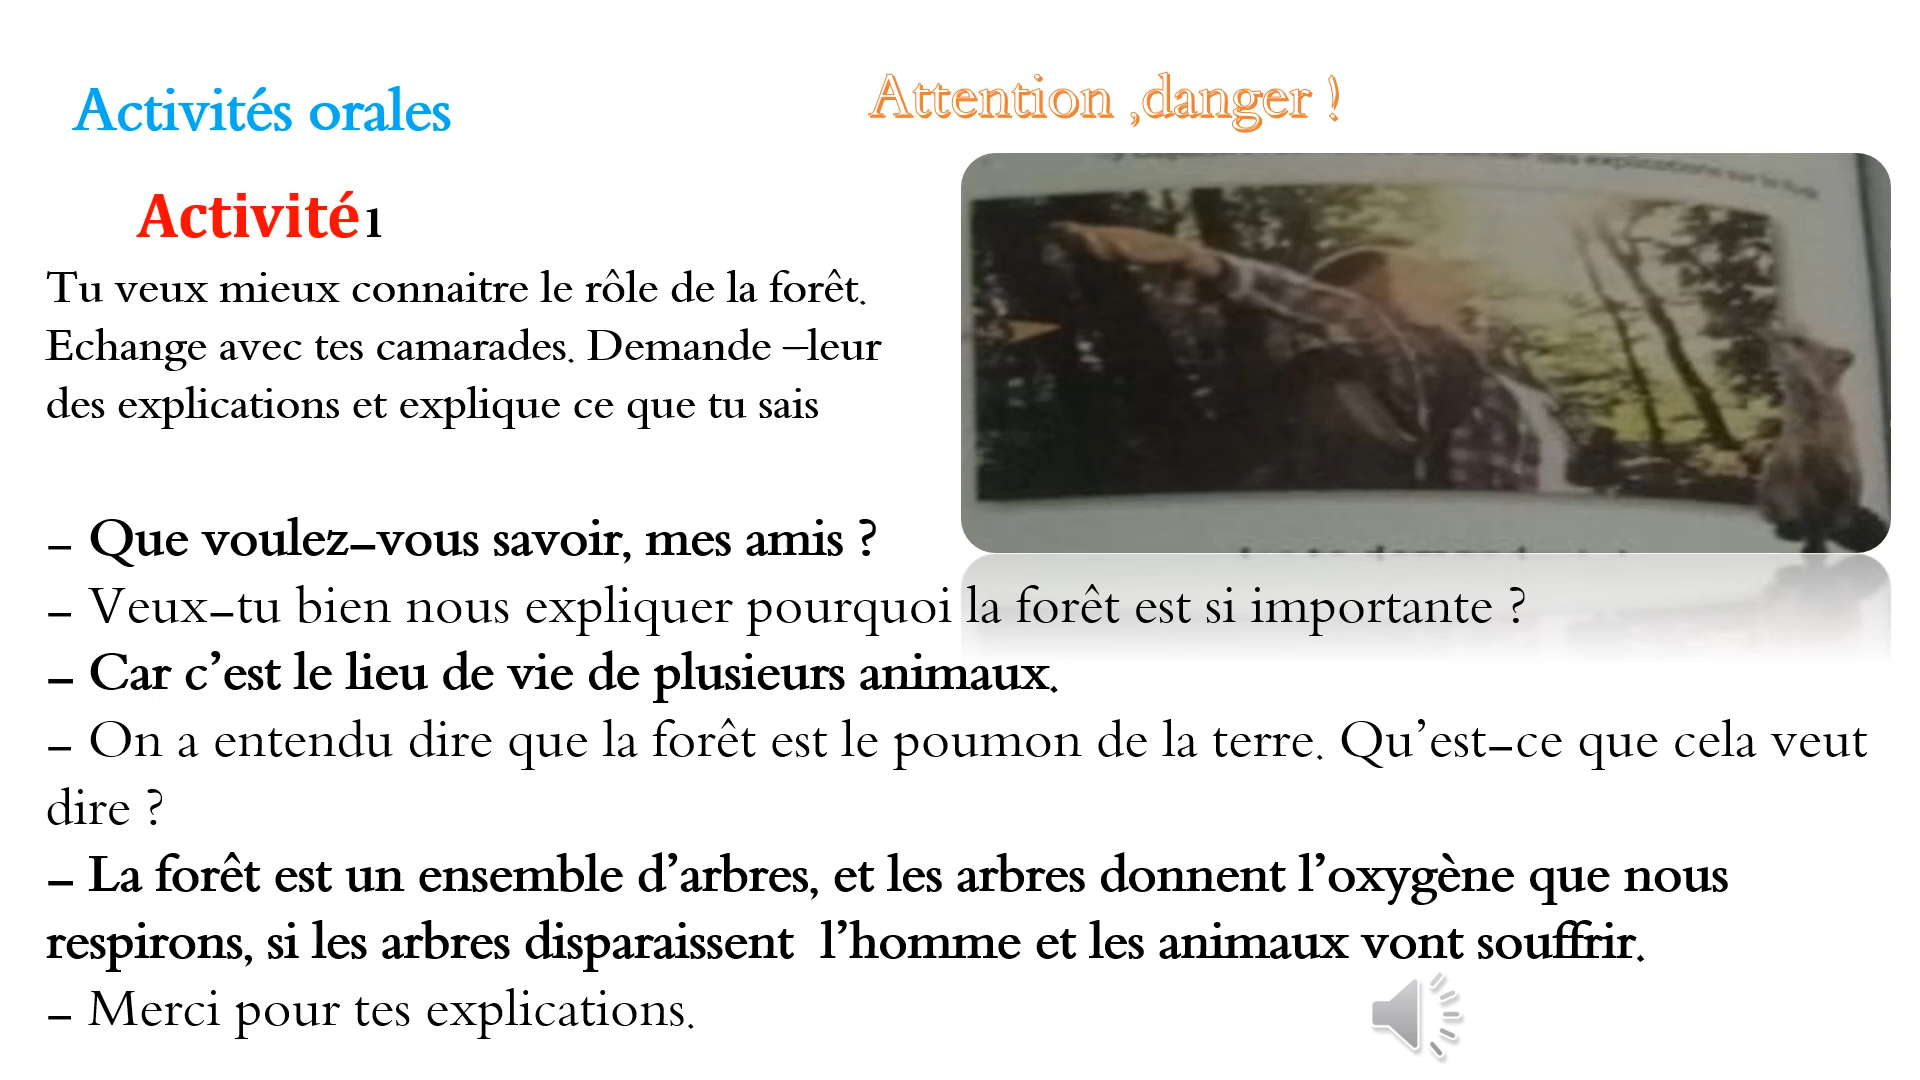 Activités orales
Attention ,danger !
Activité1
Tu veux mieux connaitre le rôle de la forêt.
Echange avec tes camarades. Demande –leur
des explications et explique ce que tu sais
- Que voulez-vous savoir, mes amis ?
- Veux-tu bien nous expliquer pourquoi la forêt est si importante ?
- Car c’est le lieu de vie de plusieurs animaux.
- On a entendu dire que la forêt est le poumon de la terre. Qu’est-ce que cela veut
dire ?
- La forêt est un ensemble d’arbres, et les arbres donnent l’oxygène que nous
respirons, si les arbres disparaissent  l’homme et les animaux vont souffrir.
- Merci pour tes explications.